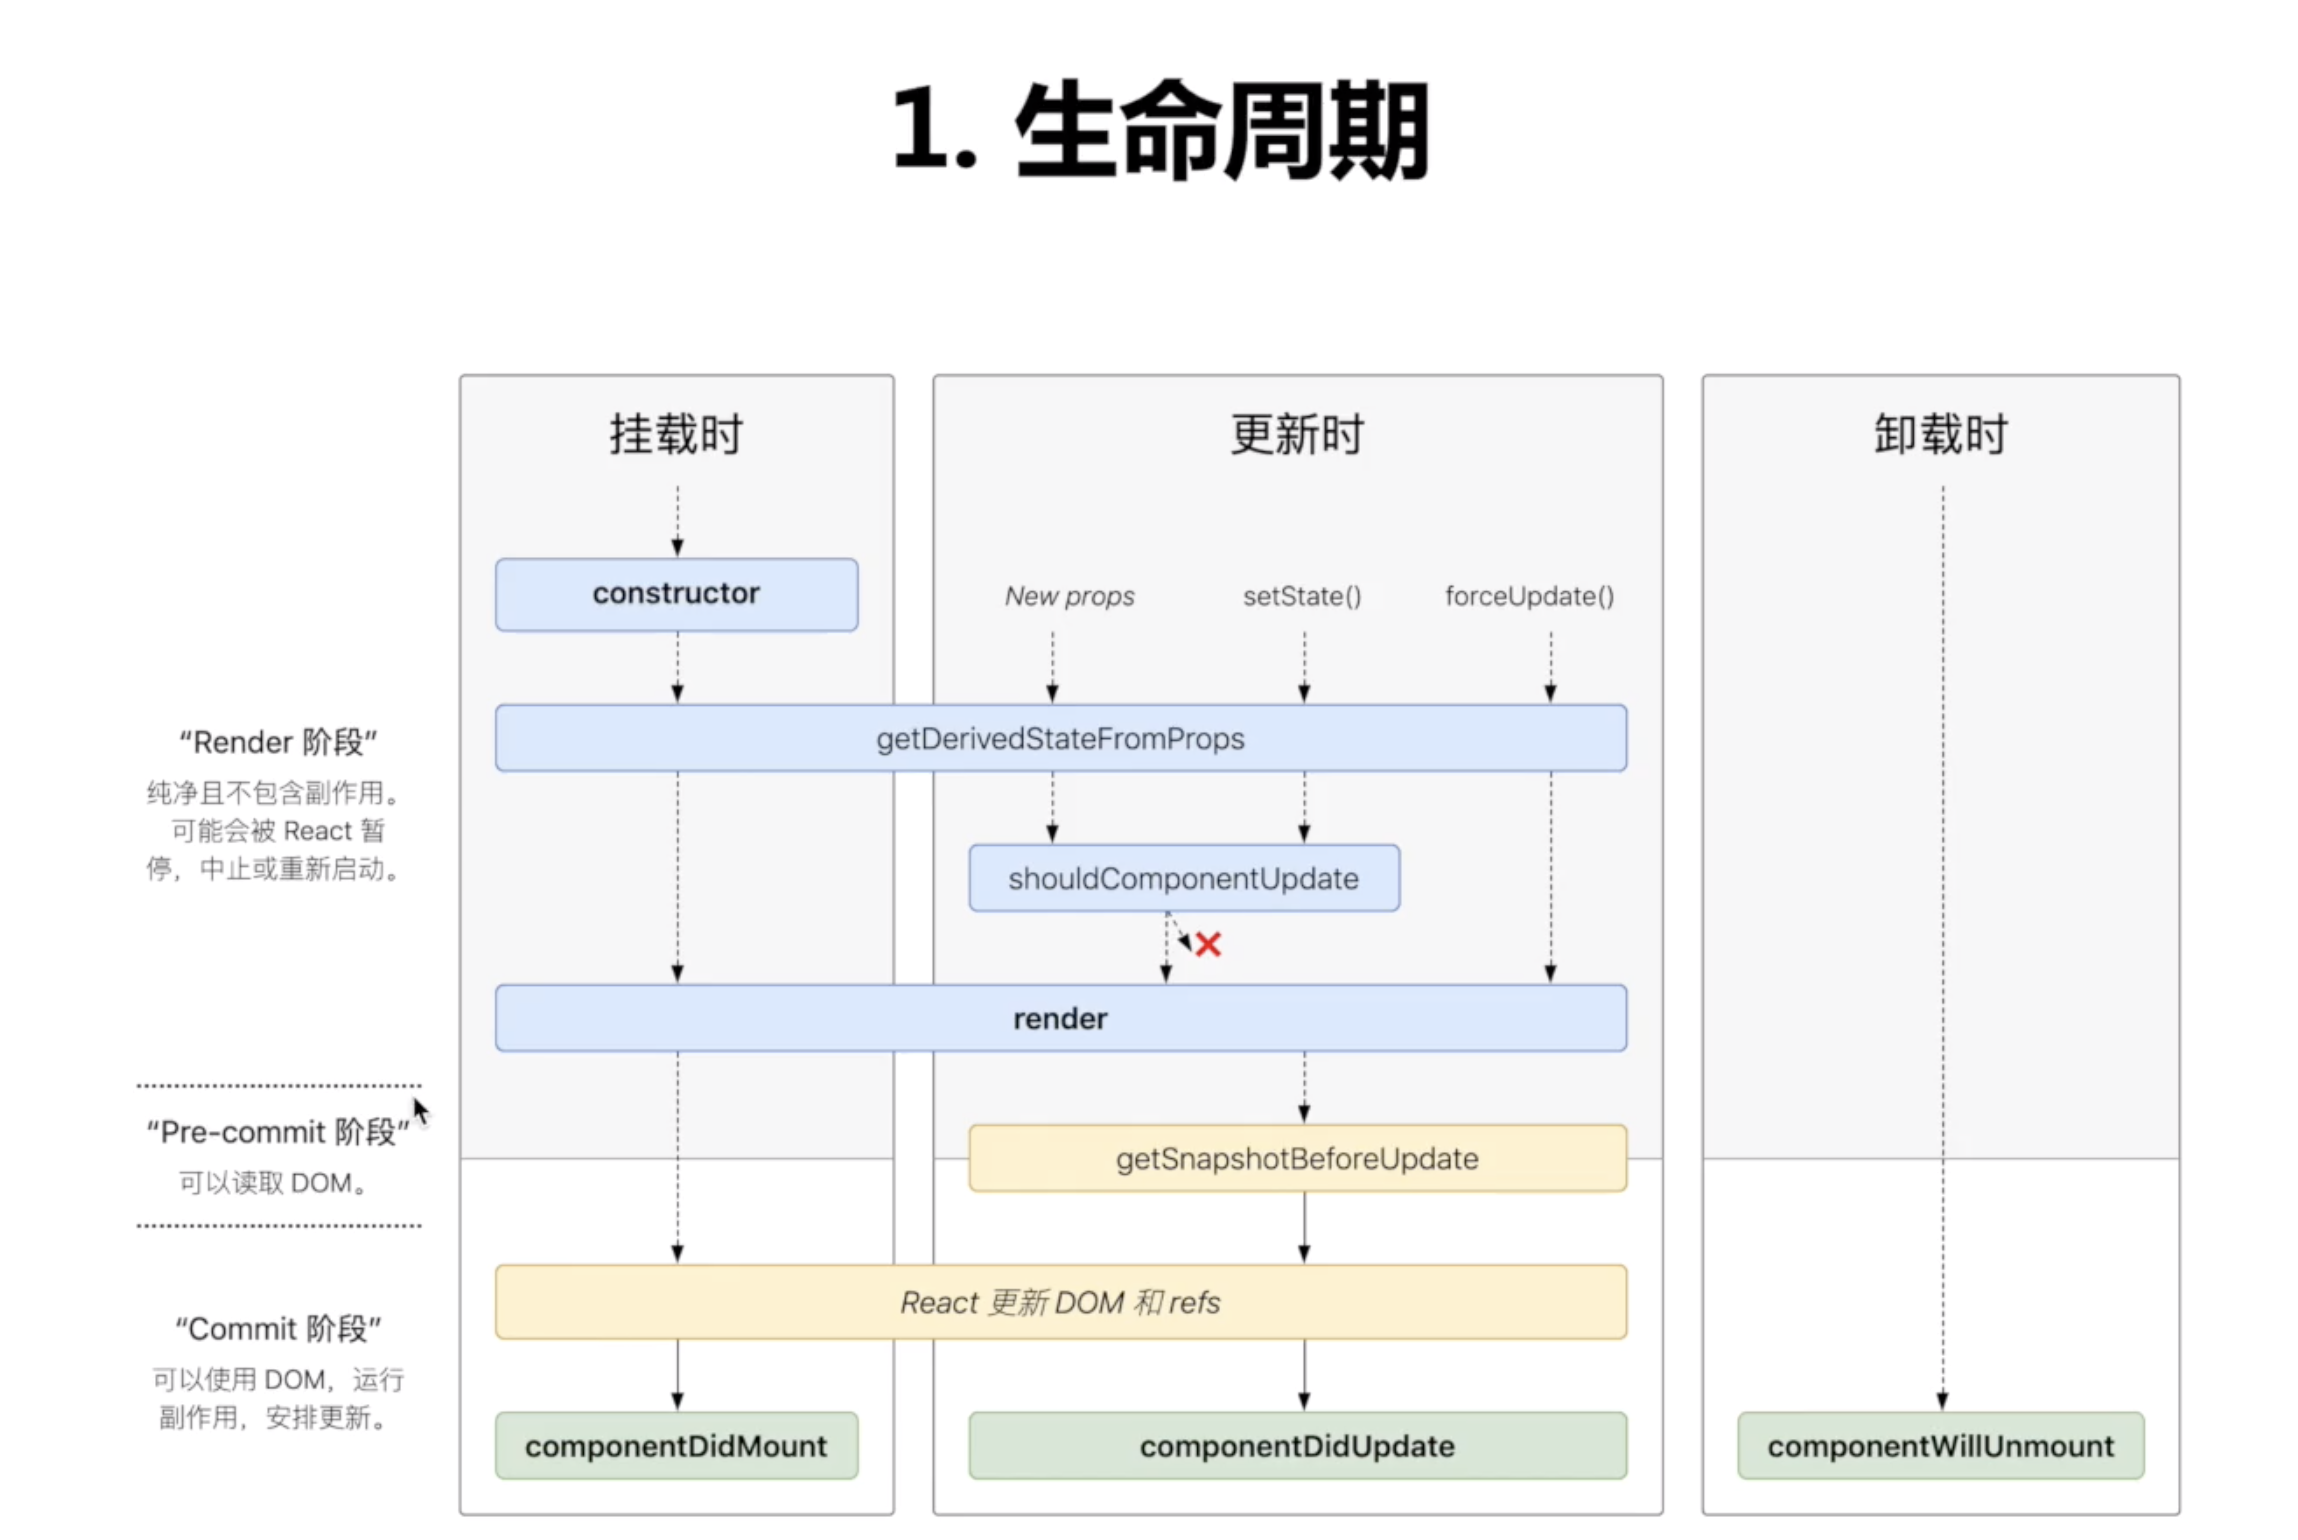 1. 生命周期
挂载时
更新时
卸载时
constructor
New props
setState()
forceUpdate()
getDerivedStateFromProps
“Render 阶段”
纯净且不包含副作用。
可能会被 React 暂
停，中止或重新启动。
shouldComponentUpdate
render
“Pre-commit 阶段”
可以读取 DOM。
getSnapshotBeforeUpdate
React 更新 DOM 和 refs
“Commit 阶段”
可以使用 DOM，运行
副作用，安排更新。
componentDidMount
componentDidUpdate
componentWillUnmount